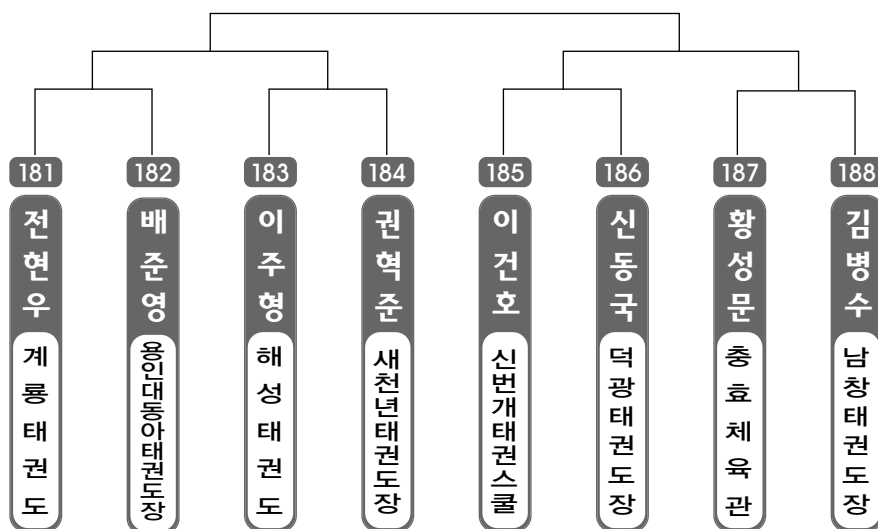 181
전현우
계룡태권도
182
배준영
용인대동아태권도장
183
이주형
해성태권도
184
권혁준
새천년태권도장
185
이건호
신번개태권스쿨
186
신동국
덕광태권도장
187
황성문
충효체육관
188
김병수
남창태권도장